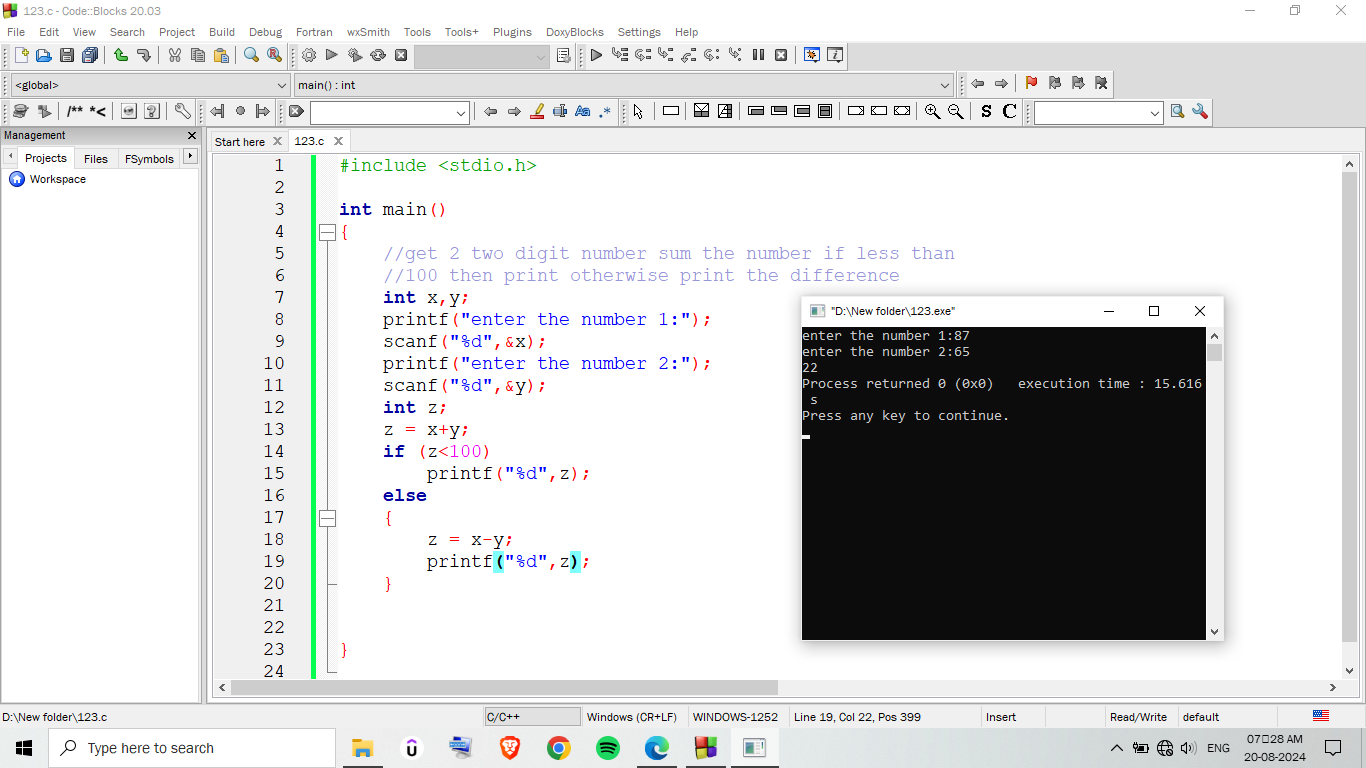 123.c - Code::Blocks 20.03
File Edit View Search Project Build Debug Fortran wxSmith Tools Tools+ Plugins DoxyBlocks Settings Help
<global> main() : int
/** *<
Aa .*
S C
Management
Projects Files FSymbols
Workspace
Start here 123.c
1 #include <stdio.h>
2
3 int main()
4 {
5 //get 2 two digit number sum the number if less than
6 //100 then print otherwise print the difference
7 int x,y;
8 printf("enter the number 1:");
9 scanf("%d",&x);
10 printf("enter the number 2:");
11 scanf("%d",&y);
12 int z;
13 z = x+y;
14 if (z<100)
15 printf("%d",z);
16 else
17 {
18 z = x-y;
19 printf("%d",z);
20 }
21
22
23 }
24
"D:\New folder\123.exe"
enter the number 1:87
enter the number 2:65
22
Process returned 0 (0x0)   execution time : 15.616
s
Press any key to continue.
D:\New folder\123.c C/C++ Windows (CR+LF) WINDOWS-1252 Line 19, Col 22, Pos 399 Insert Read/Write default
Type here to search
ENG
07□28 AM
20-08-2024